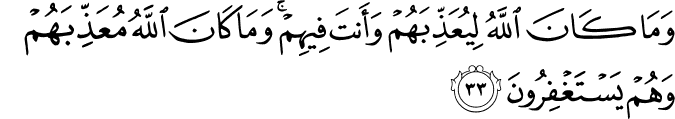 وَمَا كَانَ ٱللَّهُ لِيُعَذِّبَهُمۡ وَأَنتَ فِيهِمۡۚ وَمَا كَانَ ٱللَّهُ مُعَذِّبَهُمۡ
وَهُمۡ يَسۡتَغۡفِرُونَ ٣٣